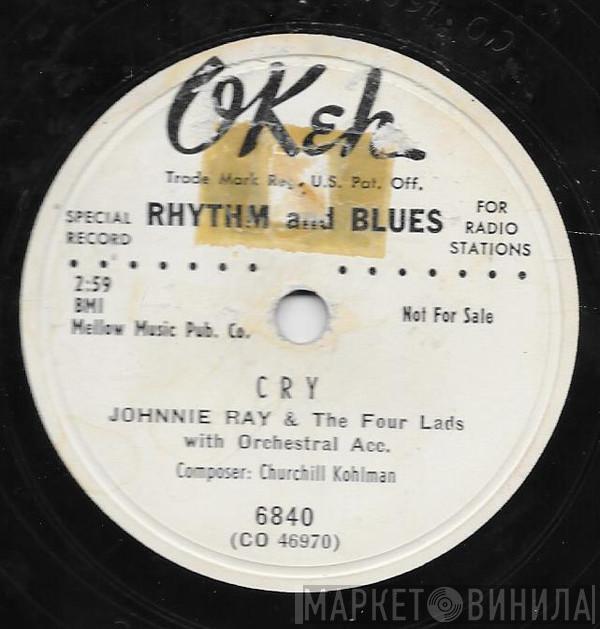 OKeh
Trade Mark Reg. U.S. Pat. Off.
SPECIAL RECORD
RHYTHM and BLUES
FOR RADIO STATIONS
2:59
BMI
Mellow Music Pub. Co.
Not For Sale
CRY
JOHNNIE RAY & The Four Lads
with Orchestral Acc.
Composer: Churchill Kohlman
6840
(CO 46970)
МАРКЕТ ВИНИЛА